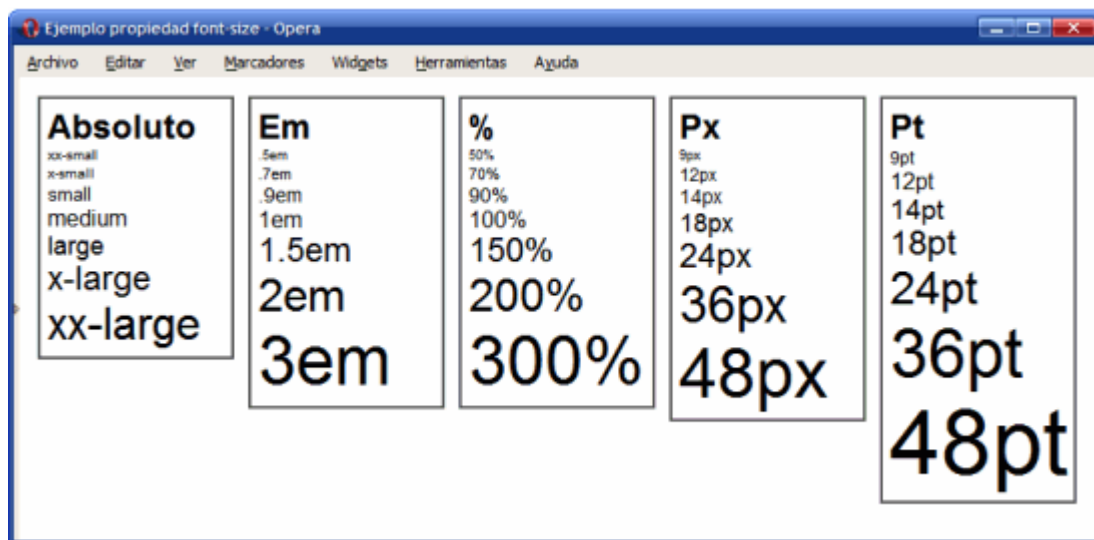 Ejemplo propiedad font-size - Opera
Archivo Editar Ver Marcadores Widgets Herramientas Ayuda
Absoluto
xx-small
x-small
small
medium
large
x-large
xx-large
Em
.5em
.7em
.9em
1em
1.5em
2em
3em
%
50%
70%
90%
100%
150%
200%
300%
Px
9px
12px
14px
18px
24px
36px
48px
Pt
9pt
12pt
14pt
18pt
24pt
36pt
48pt